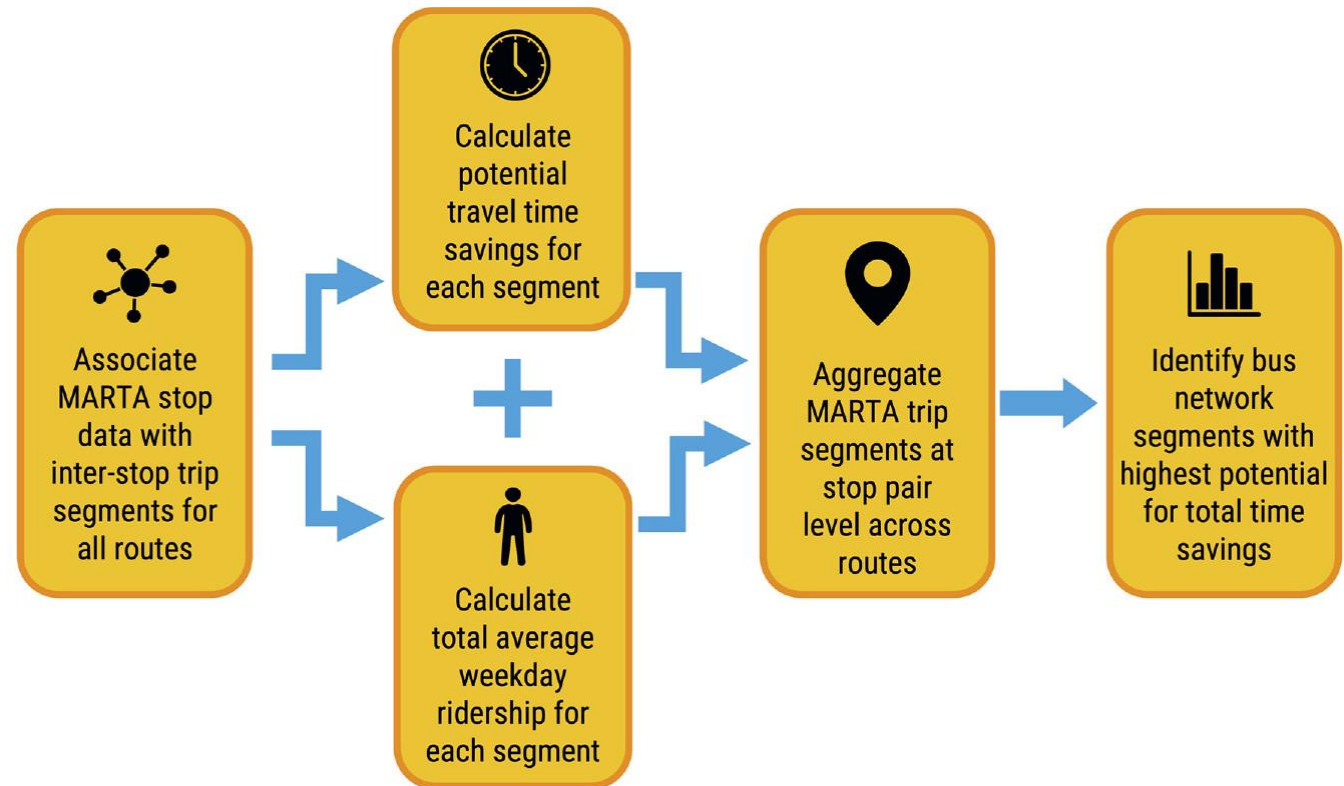 Associate
MARTA stop
data with
inter-stop trip
segments for
all routes
Calculate
potential
travel time
savings for
each segment
Calculate
total average
weekday
ridership for
each segment
Aggregate
MARTA trip
segments at
stop pair
level across
routes
Identify bus
network
segments with
highest potential
for total time
savings